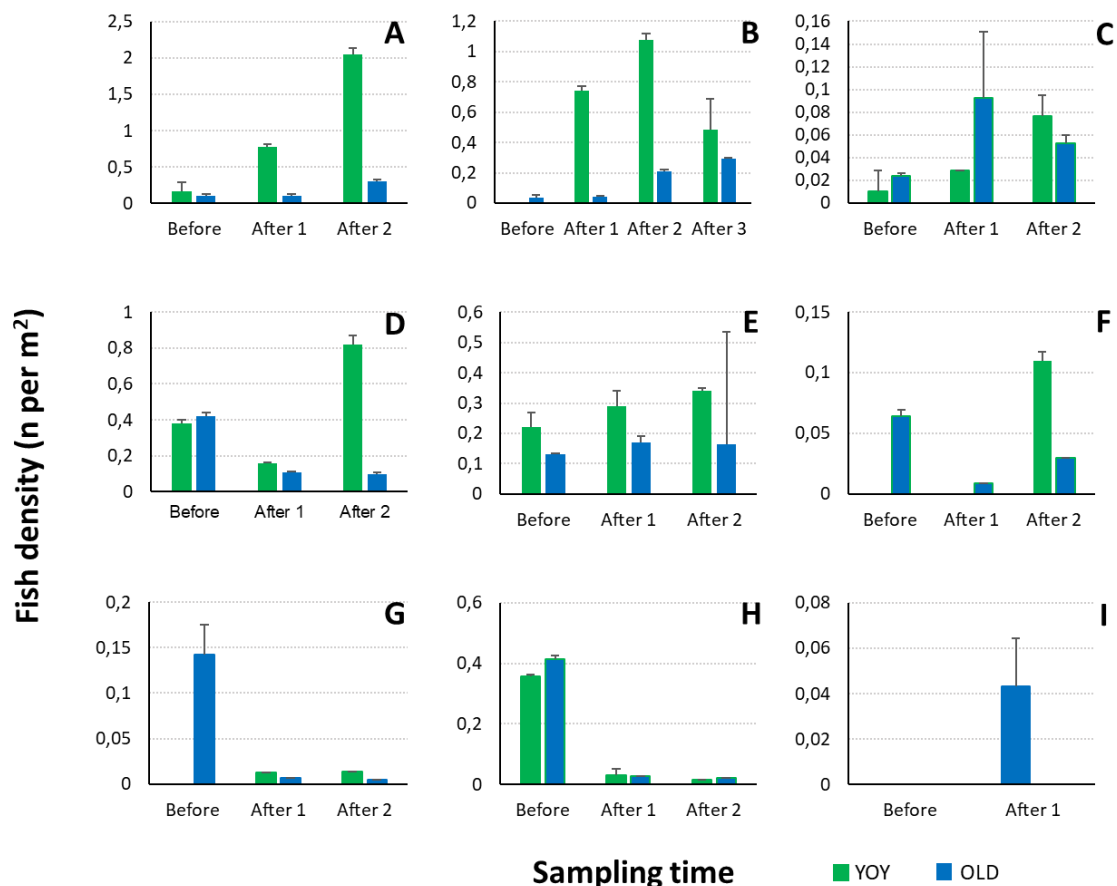 A
2,5
2
1,5
1
0,5
0
Before After 1 After 2
B
1,2
1
0,8
0,6
0,4
0,2
0
Before After 1 After 2 After 3
C
0,16
0,14
0,12
0,1
0,08
0,06
0,04
0,02
0
Before After 1 After 2
Fish density (n per m²)
D
1
0,8
0,6
0,4
0,2
0
Before After 1 After 2
E
0,6
0,5
0,4
0,3
0,2
0,1
0
Before After 1 After 2
F
0,15
0,1
0,05
0
Before After 1 After 2
G
0,2
0,15
0,1
0,05
0
Before After 1 After 2
H
0,6
0,4
0,2
0
Before After 1 After 2
I
0,08
0,06
0,04
0,02
0
Before After 1
Sampling time
YOY OLD